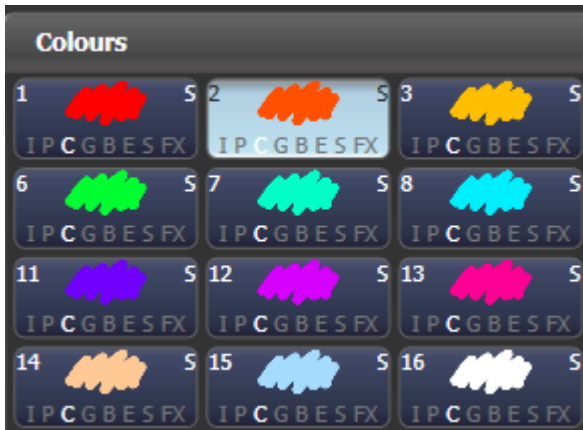 Colours
1 S 2 S 3 S
I P C G B E S FX I P C G B E S FX I P C G B E S FX
6 S 7 S 8 S
I P C G B E S FX I P C G B E S FX I P C G B E S FX
11 S 12 S 13 S
I P C G B E S FX I P C G B E S FX I P C G B E S FX
14 S 15 S 16 S
I P C G B E S FX I P C G B E S FX I P C G B E S FX